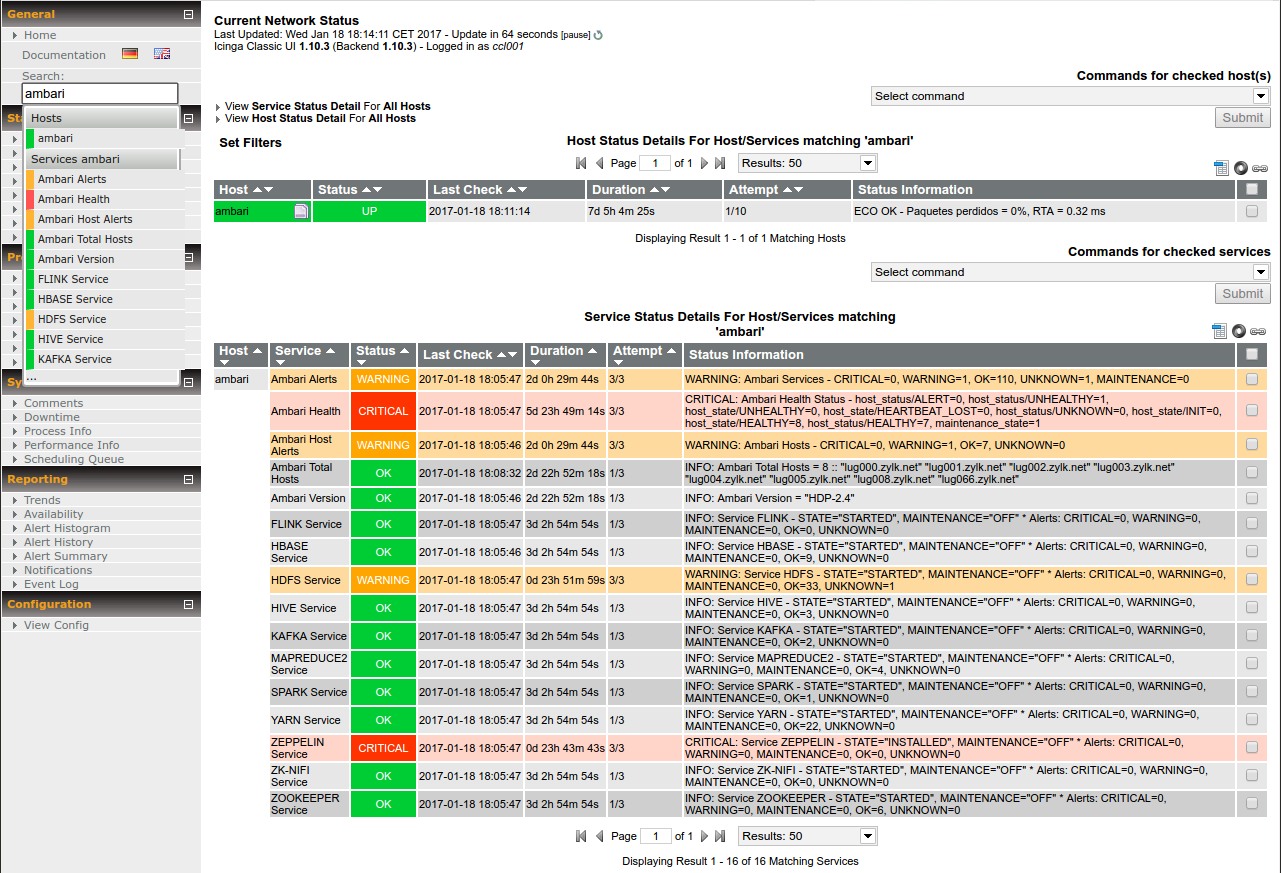 General
Home
Documentation
Search:
ambari
Hosts
ambari
Services ambari
Ambari Alerts
Ambari Health
Ambari Host Alerts
Ambari Total Hosts
Ambari Version
FLINK Service
HBASE Service
HDFS Service
HIVE Service
KAFKA Service
...
Comments
Downtime
Process Info
Performance Info
Scheduling Queue
Reporting
Trends
Availability
Alert Histogram
Alert History
Alert Summary
Notifications
Event Log
Configuration
View Config
Current Network Status
Last Updated: Wed Jan 18 18:14:11 CET 2017 - Update in 64 seconds [pause]
Icinga Classic UI 1.10.3 (Backend 1.10.3) - Logged in as ccl001
Commands for checked host(s)
Select command
Submit
View Service Status Detail For All Hosts
View Host Status Detail For All Hosts
Set Filters
Host Status Details For Host/Services matching 'ambari'
Page 1 of 1 Results: 50
Host Status Last Check Duration Attempt Status Information
ambari UP 2017-01-18 18:11:14 7d 5h 4m 25s 1/10 ECO OK - Paquetes perdidos = 0%, RTA = 0.32 ms
Displaying Result 1 - 1 of 1 Matching Hosts
Commands for checked services
Select command
Submit
Service Status Details For Host/Services matching
'ambari'
Host Service Status Last Check Duration Attempt Status Information
ambari Ambari Alerts WARNING 2017-01-18 18:05:47 2d 0h 29m 44s 3/3 WARNING: Ambari Services - CRITICAL=0, WARNING=1, OK=110, UNKNOWN=1, MAINTENANCE=0
Ambari Health CRITICAL 2017-01-18 18:05:47 5d 23h 49m 14s 3/3 CRITICAL: Ambari Health Status - host_status/ALERT=0, host_status/UNHEALTHY=1,
host_state/UNHEALTHY=0, host_state/HEARTBEAT_LOST=0, host_status/UNKNOWN=0, host_state/INIT=0,
host_state/HEALTHY=8, host_status/HEALTHY=7, maintenance_state=1
Ambari Host
Alerts WARNING 2017-01-18 18:05:46 2d 0h 29m 44s 3/3 WARNING: Ambari Hosts - CRITICAL=0, WARNING=1, OK=7, UNKNOWN=0
Ambari Total
Hosts OK 2017-01-18 18:08:32 2d 22h 52m 18s 1/3 INFO: Ambari Total Hosts = 8 :: "lug000.zylk.net" "lug001.zylk.net" "lug002.zylk.net" "lug003.zylk.net"
"lug004.zylk.net" "lug005.zylk.net" "lug008.zylk.net" "lug066.zylk.net"
Ambari Version OK 2017-01-18 18:05:46 2d 22h 52m 18s 1/3 INFO: Ambari Version = "HDP-2.4"
FLINK Service OK 2017-01-18 18:05:47 3d 2h 54m 54s 1/3 INFO: Service FLINK - STATE="STARTED", MAINTENANCE="OFF" * Alerts: CRITICAL=0, WARNING=0,
MAINTENANCE=0, OK=0, UNKNOWN=0
HBASE
Service OK 2017-01-18 18:05:46 3d 2h 54m 54s 1/3 INFO: Service HBASE - STATE="STARTED", MAINTENANCE="OFF" * Alerts: CRITICAL=0, WARNING=0,
MAINTENANCE=0, OK=9, UNKNOWN=0
HDFS Service WARNING 2017-01-18 18:05:47 0d 23h 51m 59s 3/3 WARNING: Service HDFS - STATE="STARTED", MAINTENANCE="OFF" * Alerts: CRITICAL=0, WARNING=0,
MAINTENANCE=0, OK=33, UNKNOWN=1
HIVE Service OK 2017-01-18 18:05:47 3d 2h 54m 54s 1/3 INFO: Service HIVE - STATE="STARTED", MAINTENANCE="OFF" * Alerts: CRITICAL=0, WARNING=0,
MAINTENANCE=0, OK=3, UNKNOWN=0
KAFKA Service OK 2017-01-18 18:05:47 3d 2h 54m 54s 1/3 INFO: Service KAFKA - STATE="STARTED", MAINTENANCE="OFF" * Alerts: CRITICAL=0, WARNING=0,
MAINTENANCE=0, OK=2, UNKNOWN=0
MAPREDUCE2
Service OK 2017-01-18 18:05:47 3d 2h 54m 54s 1/3 INFO: Service MAPREDUCE2 - STATE="STARTED", MAINTENANCE="OFF" * Alerts: CRITICAL=0,
WARNING=0, MAINTENANCE=0, OK=4, UNKNOWN=0
SPARK Service OK 2017-01-18 18:05:47 3d 2h 54m 54s 1/3 INFO: Service SPARK - STATE="STARTED", MAINTENANCE="OFF" * Alerts: CRITICAL=0, WARNING=0,
MAINTENANCE=0, OK=1, UNKNOWN=0
YARN Service OK 2017-01-18 18:05:47 3d 2h 54m 54s 1/3 INFO: Service YARN - STATE="STARTED", MAINTENANCE="OFF" * Alerts: CRITICAL=0, WARNING=0,
MAINTENANCE=0, OK=22, UNKNOWN=0
ZEPPELIN
Service CRITICAL 2017-01-18 18:05:47 0d 23h 43m 43s 3/3 CRITICAL: Service ZEPPELIN - STATE="INSTALLED", MAINTENANCE="OFF" * Alerts: CRITICAL=0,
WARNING=0, MAINTENANCE=0, OK=0, UNKNOWN=0
ZK-NIFI
Service OK 2017-01-18 18:05:47 3d 2h 54m 54s 1/3 INFO: Service ZK-NIFI - STATE="STARTED", MAINTENANCE="OFF" * Alerts: CRITICAL=0, WARNING=0,
MAINTENANCE=0, OK=0, UNKNOWN=0
ZOOKEEPER
Service OK 2017-01-18 18:05:47 3d 2h 54m 54s 1/3 INFO: Service ZOOKEEPER - STATE="STARTED", MAINTENANCE="OFF" * Alerts: CRITICAL=0,
WARNING=0, MAINTENANCE=0, OK=6, UNKNOWN=0
Page 1 of 1 Results: 50
Displaying Result 1 - 16 of 16 Matching Services